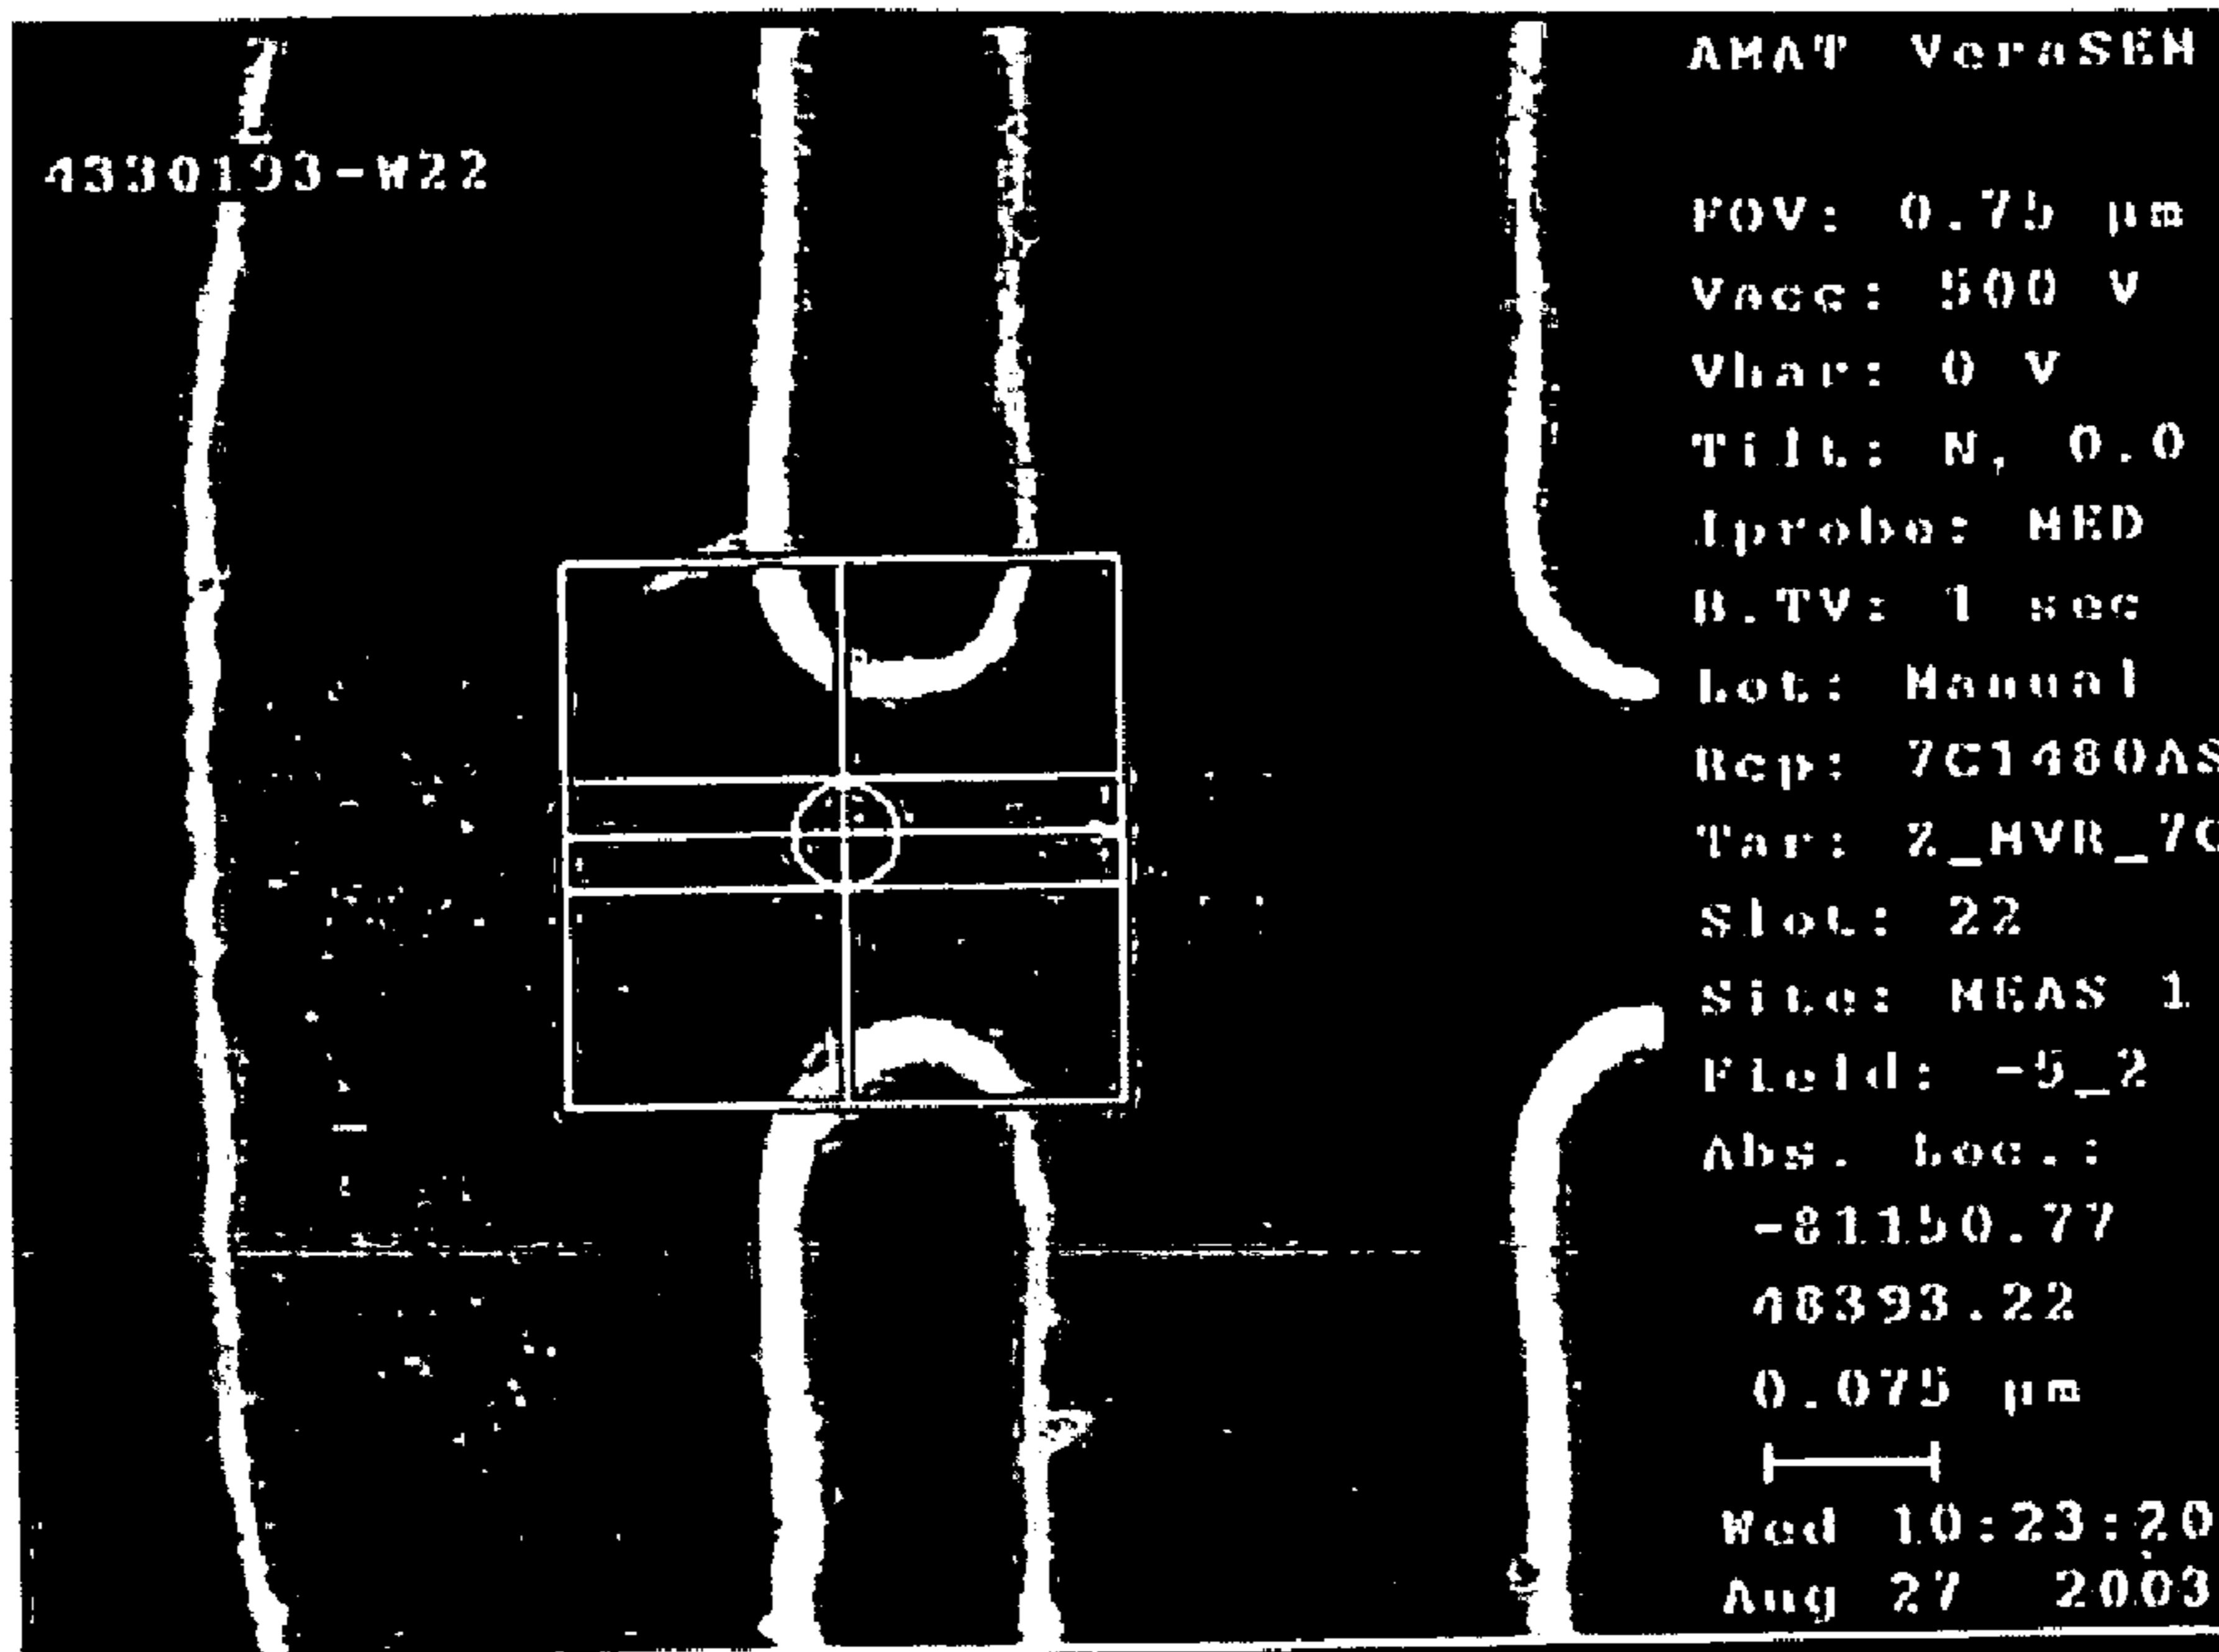 AMAT VeraSEM
4330193-W22
FOV: 0.75 µm
Vacc: 500 V
Vhar: 0 V
Tilt: N, 0.0
Iprobe: MED
B.TV: 1 sec
Lot: Manual
Rcp: 7C1480AS
Tar: Z_MVR_7C
Slot: 22
Site: MEAS 1
Field: -5_2
Abs. Loc.:
-81150.77
48393.22
0.075 µm
Wed 10:23:20
Aug 27 2003